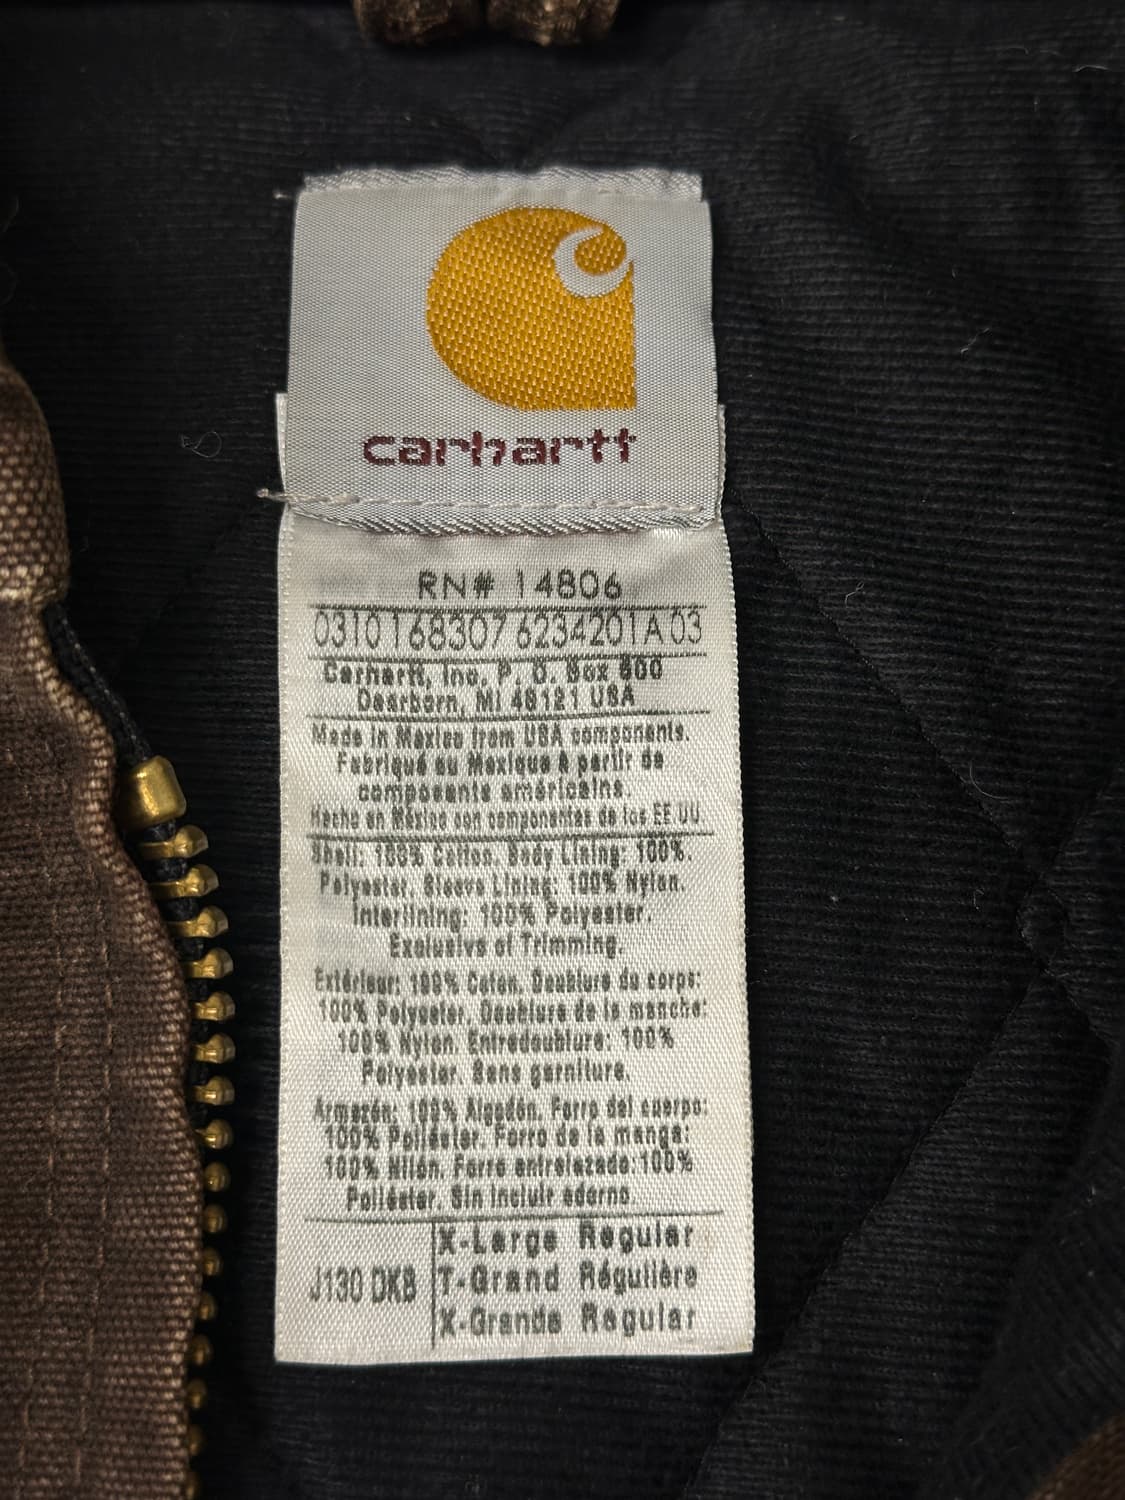 carhartt
RN# 14806
0310168307 6234201A 03
Carhartt, Inc. P. O. Box 600
Dearborn, MI 48121 USA
Made in Mexico from USA components.
Fabriqué au Mexique à partir de
composants américains.
Hecho en México con componentes de los EE UU.
Shell: 100% Cotton. Body Lining: 100%.
Polyester. Sleeve Lining: 100% Nylon.
Interlining: 100% Polyester.
Exclusive of Trimming.
Extérieur: 100% Coton. Doublure du corps:
100% Polyester. Doublure de la manche:
100% Nylon. Entredoublure: 100%
Polyester. Sans garniture.
Armazón: 100% Algodón. Forro del cuerpo:
100% Poliéster. Forro de la manga:
100% Nilón. Forro entrelazado:100%
Poliéster. Sin incluir adorno.
J130 DKB
X-Large Regular
T-Grand Régulière
X-Grande Regular